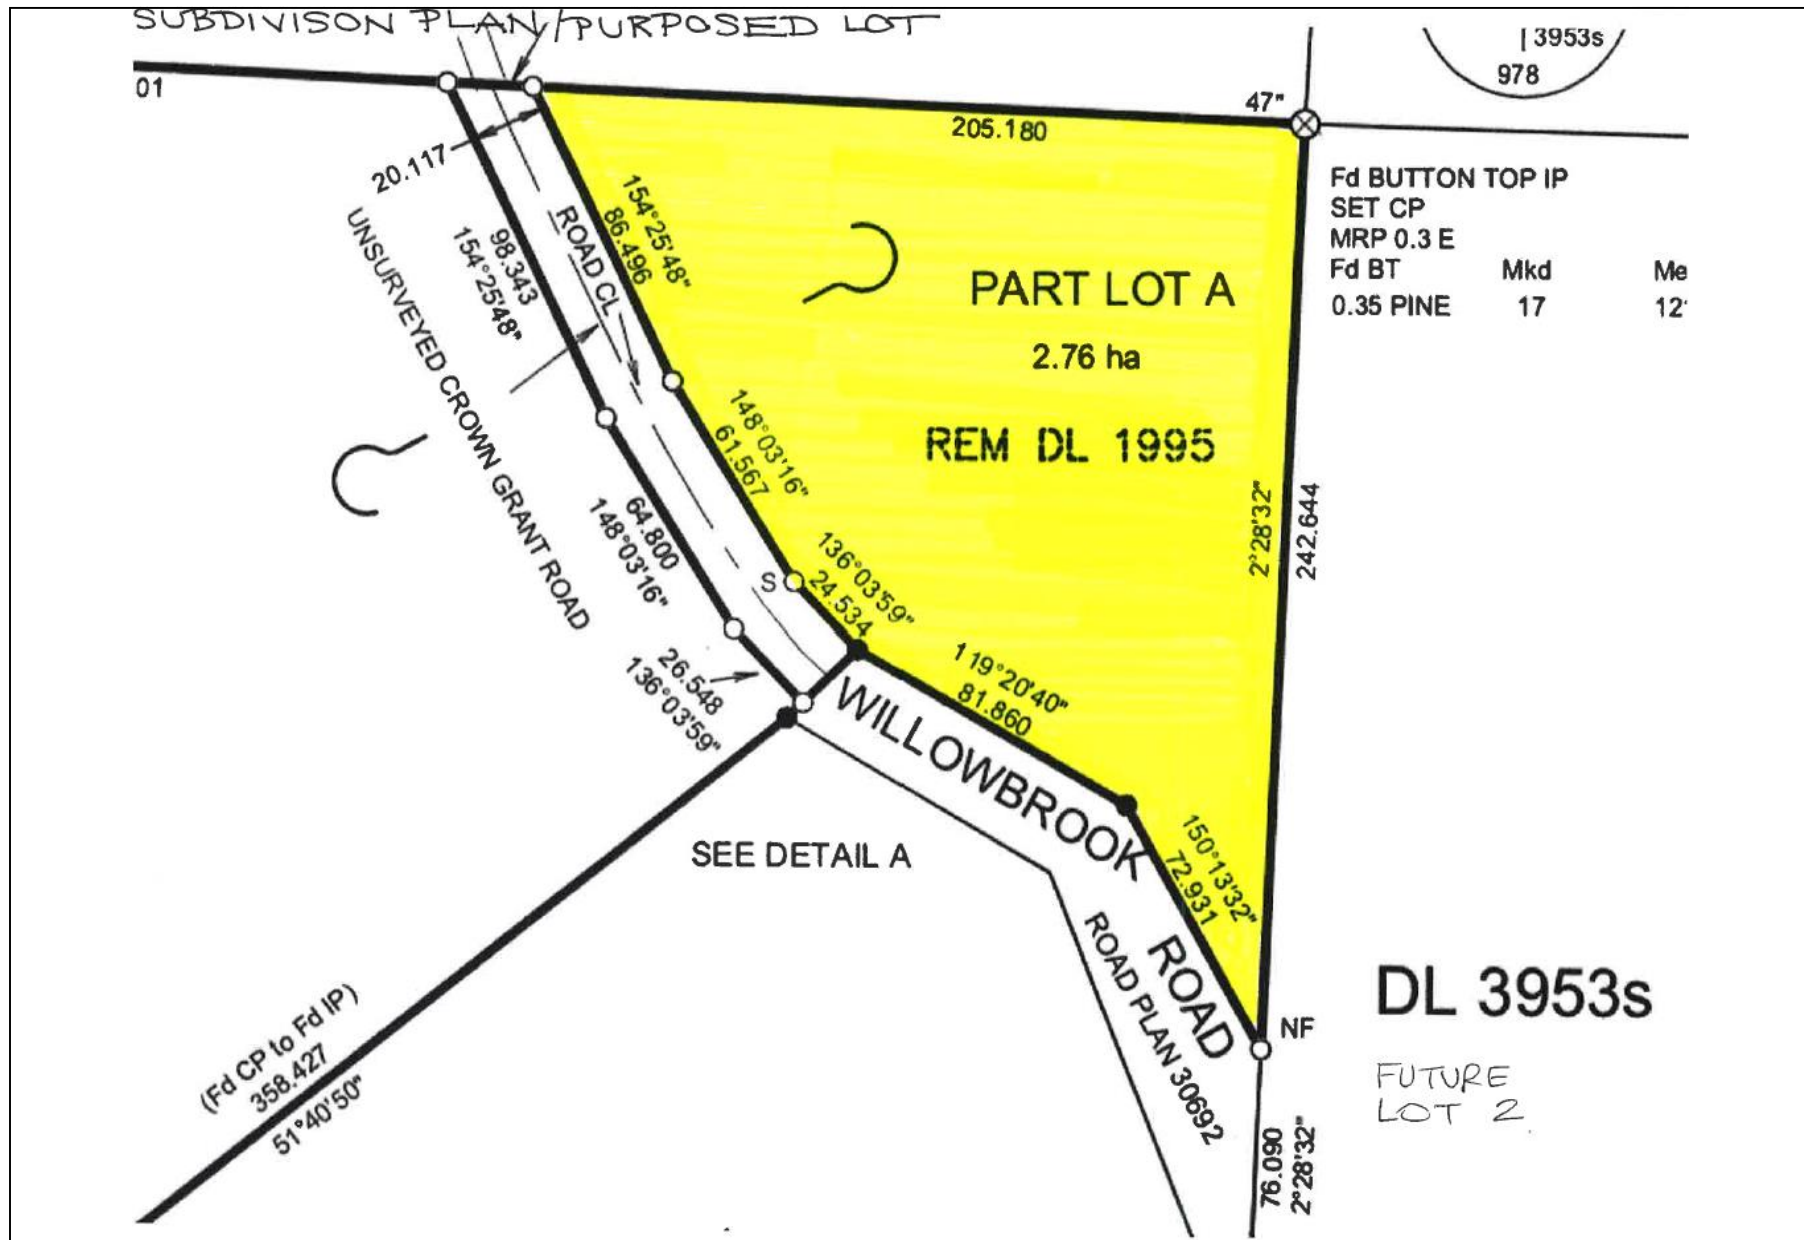 SUBDIVISON PLAN/PURPOSED LOT
| 3953s
978
01
47"
205.180
20.117
Fd BUTTON TOP IP
SET CP
MRP 0.3 E
Fd BT Mkd Me
0.35 PINE 17 12'
154°25'48"
86.496
ROAD CL
98.343
154°25'48"
UNSURVEYED CROWN GRANT ROAD
PART LOT A
2.76 ha
REM DL 1995
148°03'16"
61.567
2°28'32"
242.644
64.800
148°03'16"
S
136°03'59"
24.534
26.548
136°03'59"
119°20'40"
81.860
WILLOWBROOK ROAD
SEE DETAIL A
150°13'32"
72.931
ROAD PLAN 30692
DL 3953s
NF
FUTURE
LOT 2
(Fd CP to Fd IP)
358.427
51°40'50"
76.090
2°28'32"